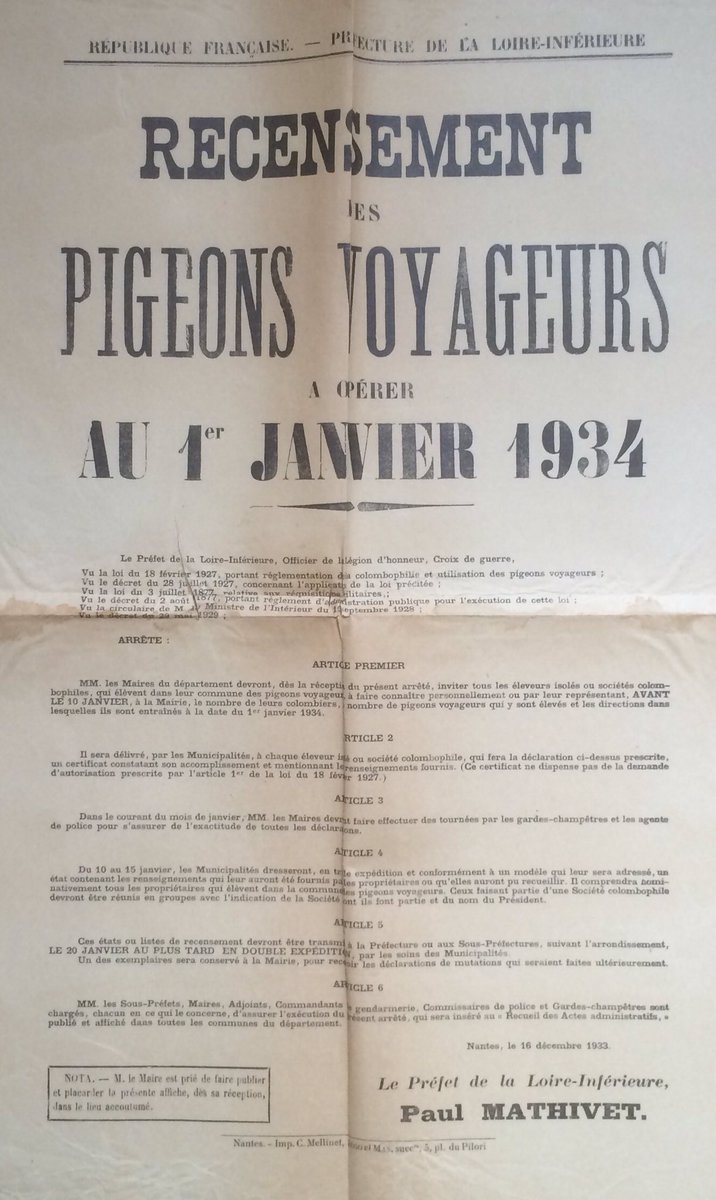 RÉPUBLIQUE FRANÇAISE. — PRÉFECTURE DE LA LOIRE-INFÉRIEURE
RECENSEMENT
DES
PIGEONS VOYAGEURS
A OPÉRER
AU 1er JANVIER 1934
Le Préfet de la Loire-Inférieure, Officier de la Légion d'honneur, Croix de guerre,
Vu la loi du 18 février 1927, portant réglementation de la colombophilie et utilisation des pigeons voyageurs ;
Vu le décret du 28 juillet 1927, concernant l'application de la loi précitée ;
Vu la loi du 3 juillet 1877, relative aux réquisitions militaires ;
Vu le décret du 2 août 1877, portant règlement d'administration publique pour l'exécution de cette loi ;
Vu la circulaire de M. le Ministre de l'Intérieur du septembre 1928 ;
Vu le décret du 29 mai 1929 ;
ARRÊTE :
ARTICLE PREMIER
MM. les Maires du département devront, dès la réception du présent arrêté, inviter tous les éleveurs isolés ou sociétés colom-
bophiles, qui élèvent dans leur commune des pigeons voyageurs, à faire connaître personnellement ou par leur représentant, AVANT
LE 10 JANVIER, à la Mairie, le nombre de leurs colombiers, nombre de pigeons voyageurs qui y sont élevés et les directions dans
lesquelles ils sont entraînés à la date du 1er janvier 1934.
ARTICLE 2
Il sera délivré, par les Municipalités, à chaque éleveur isolé ou société colombophile, qui fera la déclaration ci-dessus prescrite,
un certificat constatant son accomplissement et mentionnant les renseignements fournis. (Ce certificat ne dispense pas de la demande
d'autorisation prescrite par l'article 1er de la loi du 18 février 1927.)
ARTICLE 3
Dans le courant du mois de janvier, MM. les Maires devront faire effectuer des tournées par les gardes-champêtres et les agents
de police pour s'assurer de l'exactitude de toutes les déclarations.
ARTICLE 4
Du 10 au 15 janvier, les Municipalités dresseront, en expédition et conformément à un modèle qui leur sera adressé, un
état contenant les renseignements qui leur auront été fournis par les propriétaires ou qu'elles auront pu recueillir. Il comprendra nomi-
nativement tous les propriétaires qui élèvent dans la commune des pigeons voyageurs. Ceux faisant partie d'une Société colombophile
devront être réunis en groupes avec l'indication de la Société dont ils font partie et du nom du Président.
ARTICLE 5
Ces états ou listes de recensement devront être transmis à la Préfecture ou aux Sous-Préfectures, suivant l'arrondissement,
LE 20 JANVIER AU PLUS TARD EN DOUBLE EXPÉDITION, par les soins des Municipalités.
Un des exemplaires sera conservé à la Mairie, pour recevoir les déclarations de mutations qui seraient faites ultérieurement.
ARTICLE 6
MM. les Sous-Préfets, Maires, Adjoints, Commandants de gendarmerie, Commissaires de police et Gardes-champêtres sont
chargés, chacun en ce qui le concerne, d'assurer l'exécution du présent arrêté, qui sera inséré au « Recueil des Actes administratifs, »
publié et affiché dans toutes les communes du département.
Nantes, le 16 décembre 1933.
Le Préfet de la Loire-Inférieure,
Paul MATHIVET.
NOTA. — M. le Maire est prié de faire publier
et placarder la présente affiche, dès sa réception,
dans le lieu accoutumé.
Nantes. - Imp. C. Mellinet, et Mas, succrs, 5, pl. du Pilori